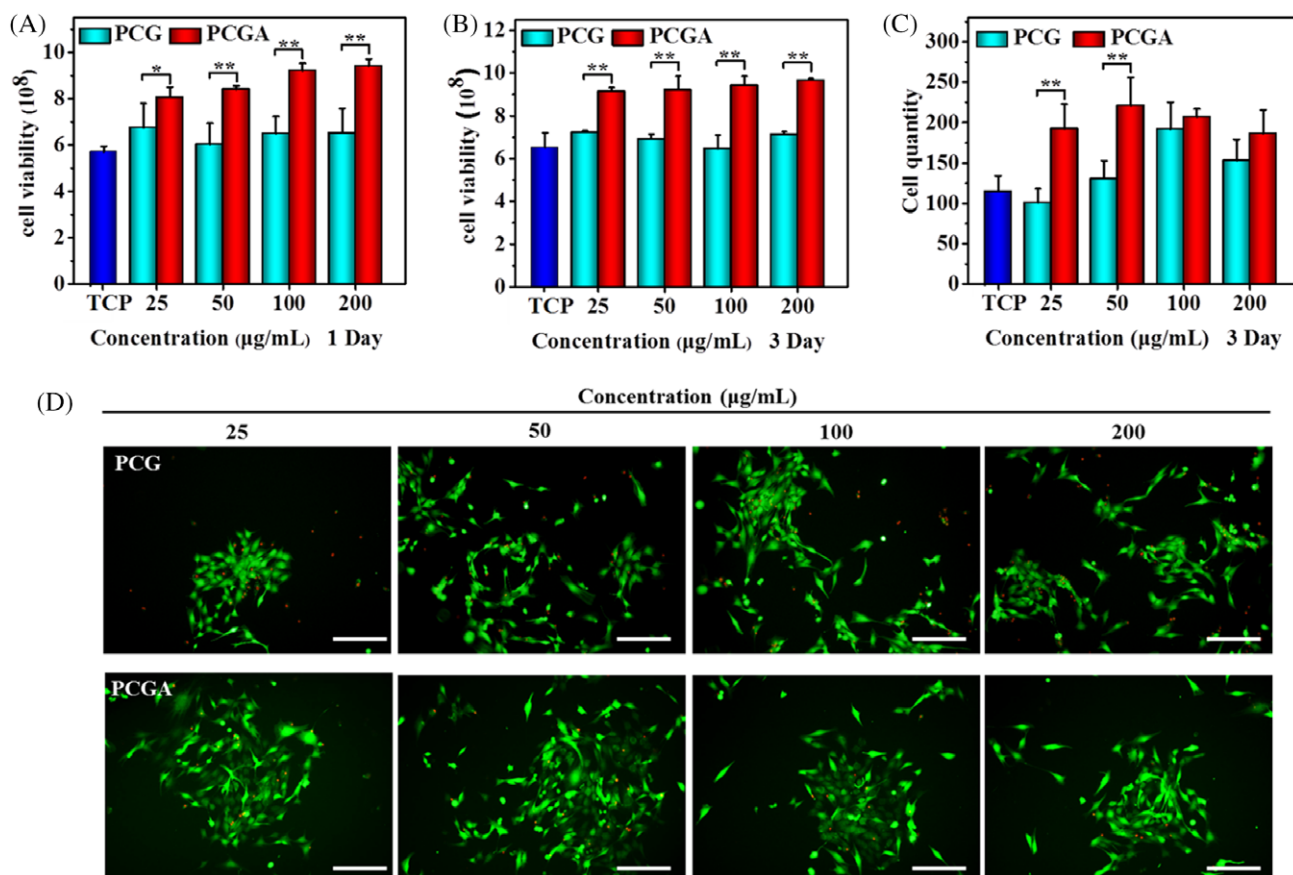 (A)
PCG PCGA
cell viability (10⁸)
10
8
6
4
2
0
* ** ** **
TCP 25 50 100 200
Concentration (μg/mL) 1 Day
(B)
PCG PCGA
cell viability (10⁸)
12
10
8
6
4
2
0
** ** ** **
TCP 25 50 100 200
Concentration (μg/mL) 3 Day
(C)
PCG PCGA
Cell quantity
300
250
200
150
100
50
0
** **
TCP 25 50 100 200
Concentration (μg/mL) 3 Day
(D)
Concentration (μg/mL)
25 50 100 200
PCG
PCGA